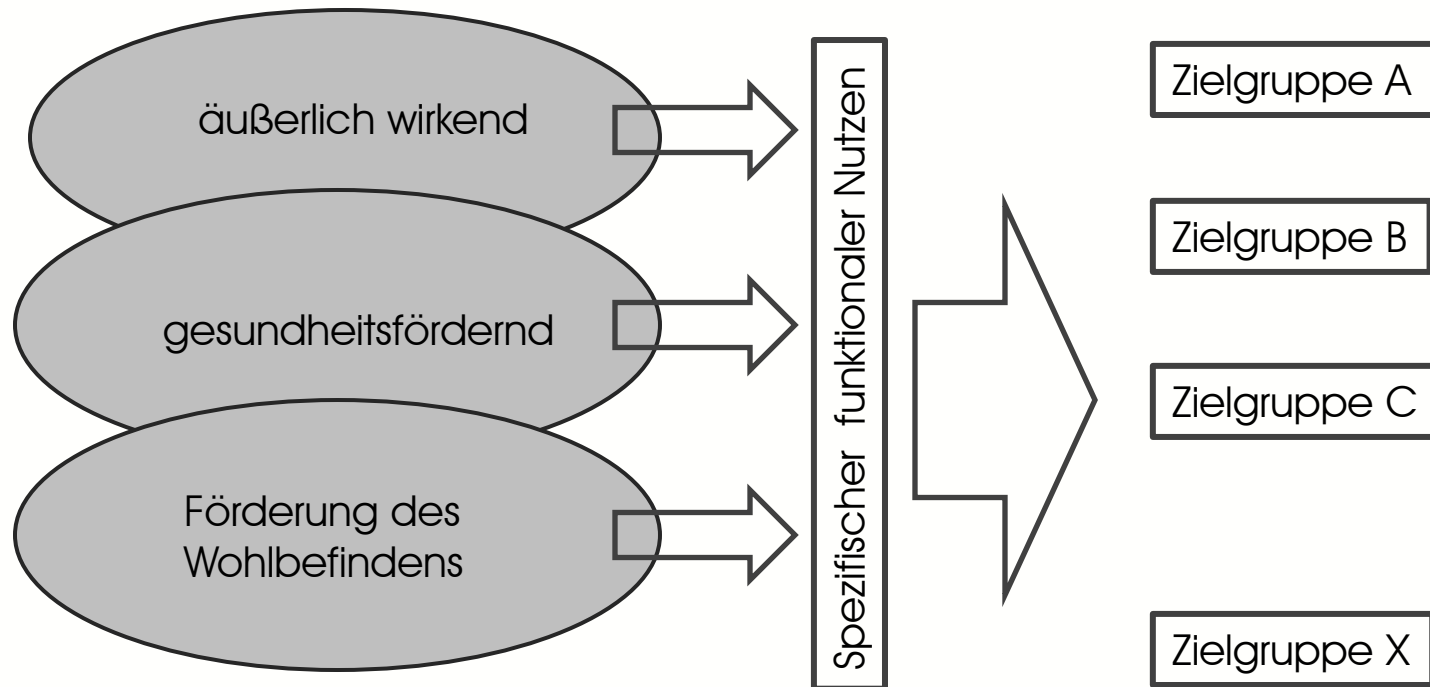 äußerlich wirkend
gesundheitsfördernd
Förderung des
Wohlbefindens
Spezifischer funktionaler Nutzen
Zielgruppe A
Zielgruppe B
Zielgruppe C
Zielgruppe X